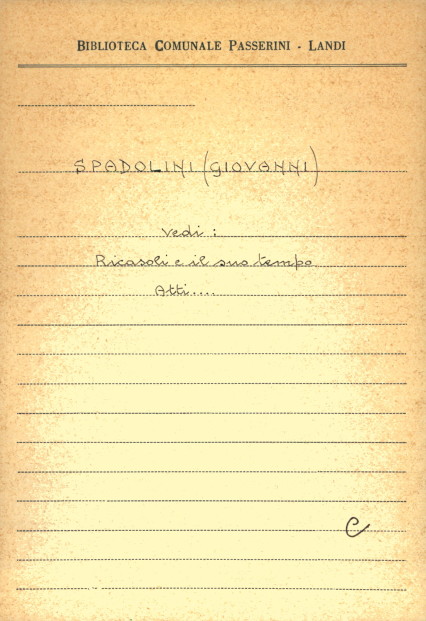 BIBLIOTECA COMUNALE PASSERINI - LANDI
SPADOLINI (GIOVANNI)
Vedi :
Ricasoli e il suo tempo
Atti....
C